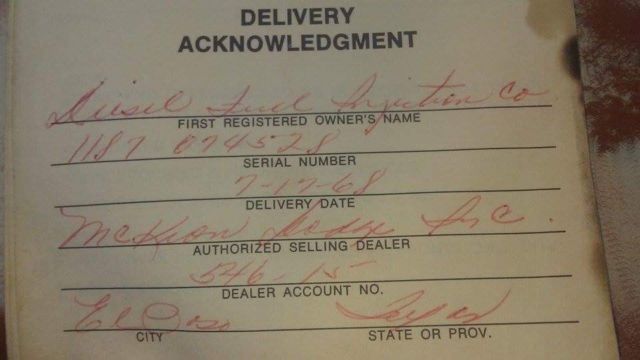 DELIVERY
ACKNOWLEDGMENT
Diesel Fuel Injection Co
FIRST REGISTERED OWNER'S NAME
1187 074528
SERIAL NUMBER
7-17-68
DELIVERY DATE
Dodge Inc.
AUTHORIZED SELLING DEALER
546-15
DEALER ACCOUNT NO.
El Paso Texas
CITY STATE OR PROV.